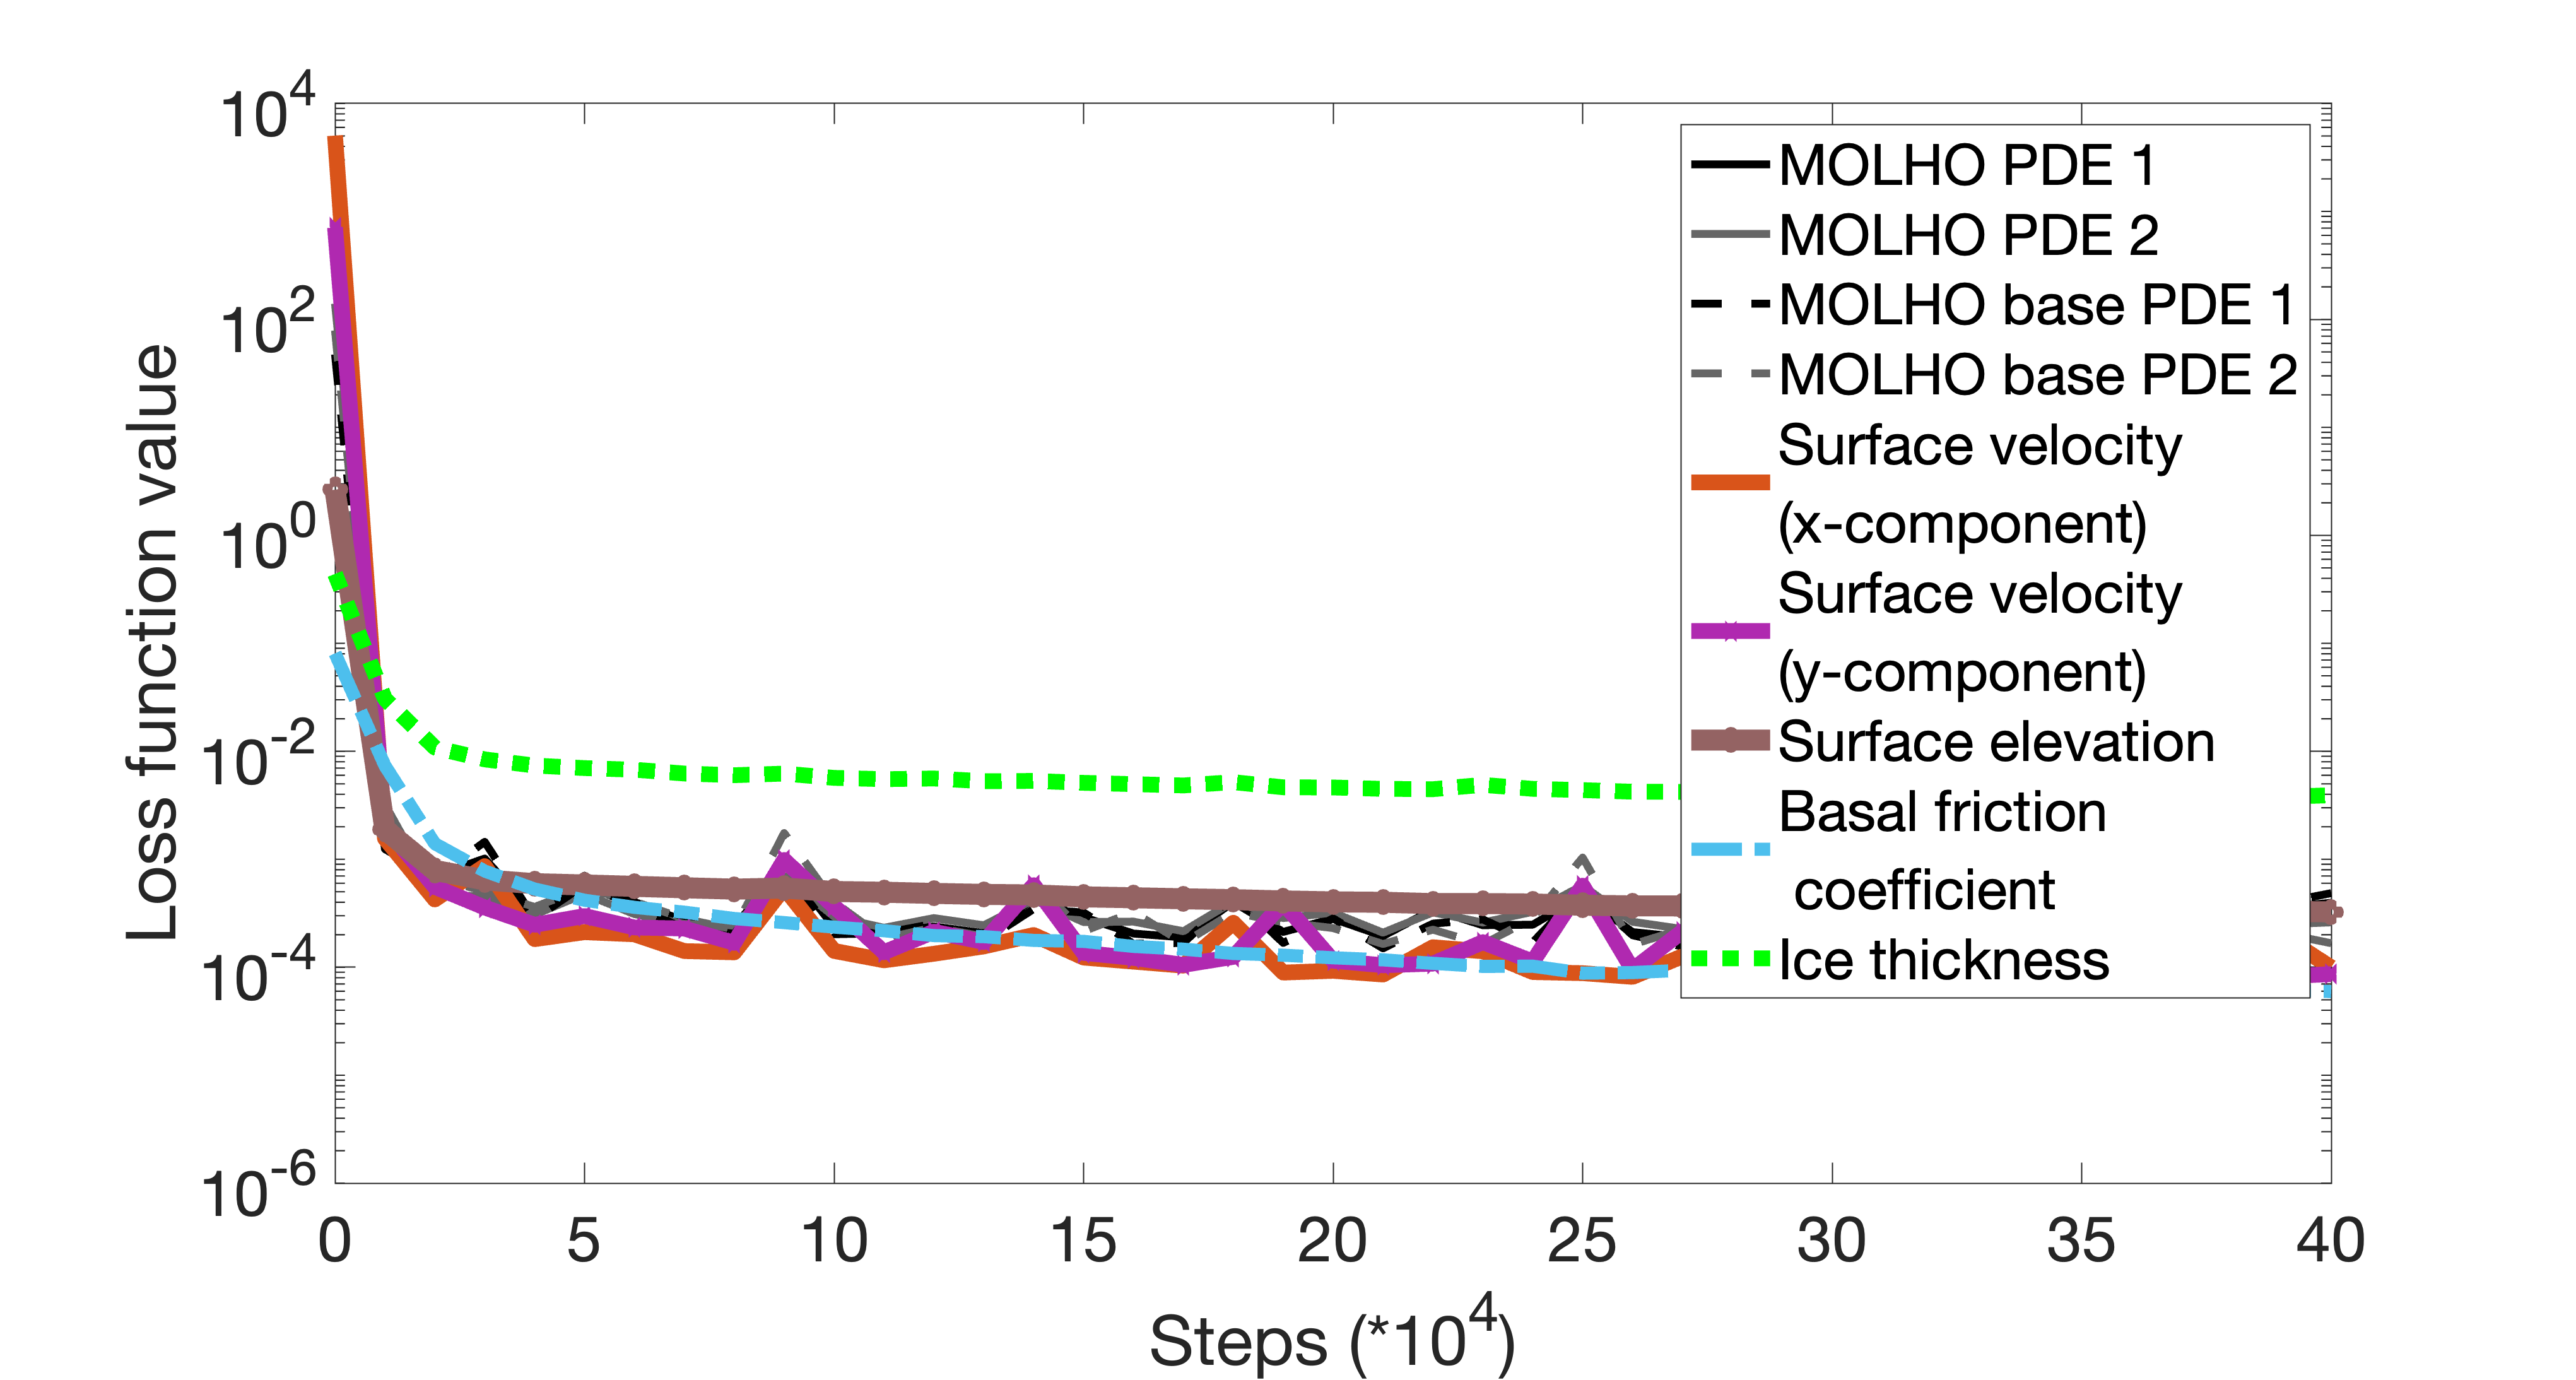 10^4
10^2
10^0
10^-2
10^-4
10^-6
Loss function value
0 5 10 15 20 25 30 35 40
Steps (*10^4)
MOLHO PDE 1
MOLHO PDE 2
MOLHO base PDE 1
MOLHO base PDE 2
Surface velocity
(x-component)
Surface velocity
(y-component)
Surface elevation
Basal friction
coefficient
Ice thickness